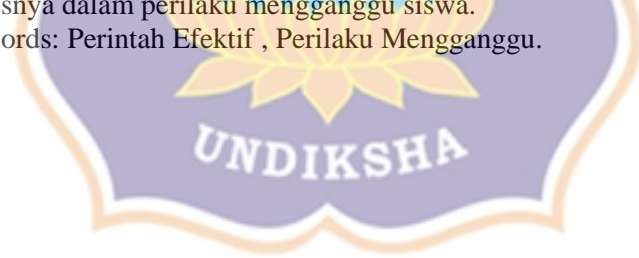 snya dalam perilaku mengganggu siswa.
ords: Perintah Efektif , Perilaku Mengganggu.
UNDIKSHA